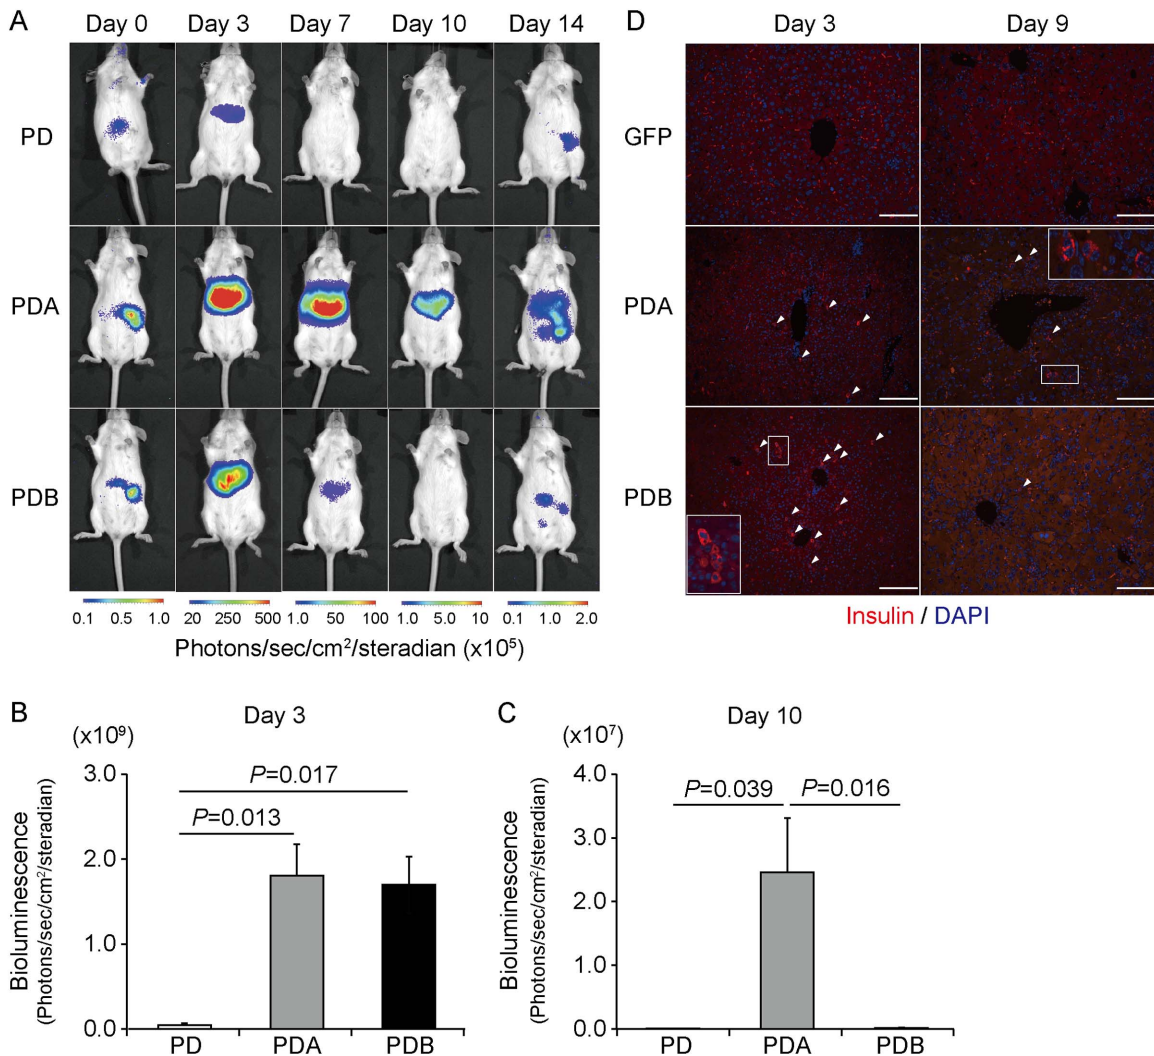 A
Day 0 Day 3 Day 7 Day 10 Day 14
PD
PDA
PDB
0.1 0.5 1.0 20 250 500 1.0 50 100 1.0 5.0 10 0.1 1.0 2.0
Photons/sec/cm²/steradian (x10⁵)
D
Day 3 Day 9
GFP
PDA
PDB
Insulin / DAPI
B
Day 3
(x10⁹)
Bioluminescence
(Photons/sec/cm²/steradian)
3.0
2.0
1.0
0.0
P=0.017
P=0.013
PD PDA PDB
C
Day 10
(x10⁷)
Bioluminescence
(Photons/sec/cm²/steradian)
4.0
3.0
2.0
1.0
0.0
P=0.039 P=0.016
PD PDA PDB